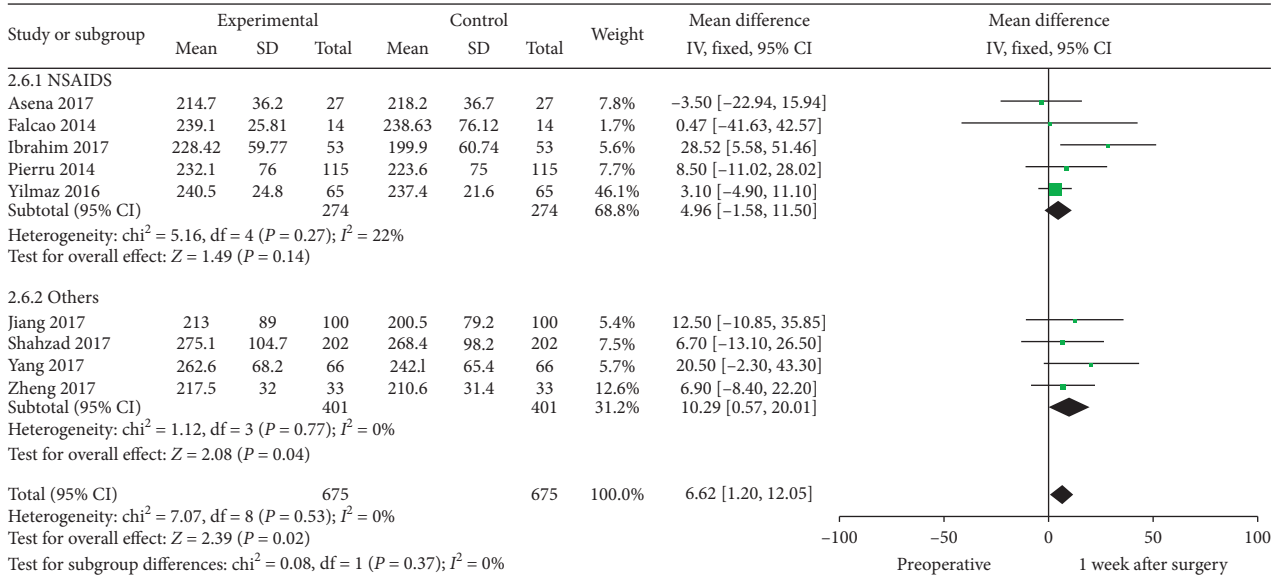 Study or subgroup Experimental Control Weight Mean difference Mean difference
Mean SD Total Mean SD Total IV, fixed, 95% CI IV, fixed, 95% CI
2.6.1 NSAIDS
Asena 2017 214.7 36.2 27 218.2 36.7 27 7.8% −3.50 [−22.94, 15.94]
Falcao 2014 239.1 25.81 14 238.63 76.12 14 1.7% 0.47 [−41.63, 42.57]
Ibrahim 2017 228.42 59.77 53 199.9 60.74 53 5.6% 28.52 [5.58, 51.46]
Pierru 2014 232.1 76 115 223.6 75 115 7.7% 8.50 [−11.02, 28.02]
Yilmaz 2016 240.5 24.8 65 237.4 21.6 65 46.1% 3.10 [−4.90, 11.10]
Subtotal (95% CI) 274 274 68.8% 4.96 [−1.58, 11.50]
Heterogeneity: chi² = 5.16, df = 4 (P = 0.27); I² = 22%
Test for overall effect: Z = 1.49 (P = 0.14)
2.6.2 Others
Jiang 2017 213 89 100 200.5 79.2 100 5.4% 12.50 [−10.85, 35.85]
Shahzad 2017 275.1 104.7 202 268.4 98.2 202 7.5% 6.70 [−13.10, 26.50]
Yang 2017 262.6 68.2 66 242.l 65.4 66 5.7% 20.50 [−2.30, 43.30]
Zheng 2017 217.5 32 33 210.6 31.4 33 12.6% 6.90 [−8.40, 22.20]
Subtotal (95% CI) 401 401 31.2% 10.29 [0.57, 20.01]
Heterogeneity: chi² = 1.12, df = 3 (P = 0.77); I² = 0%
Test for overall effect: Z = 2.08 (P = 0.04)
Total (95% CI) 675 675 100.0% 6.62 [1.20, 12.05]
Heterogeneity: chi² = 7.07, df = 8 (P = 0.53); I² = 0%
Test for overall effect: Z = 2.39 (P = 0.02)
Test for subgroup differences: chi² = 0.08, df = 1 (P = 0.37); I² = 0%
−100 −50 0 50 100
Preoperative 1 week after surgery